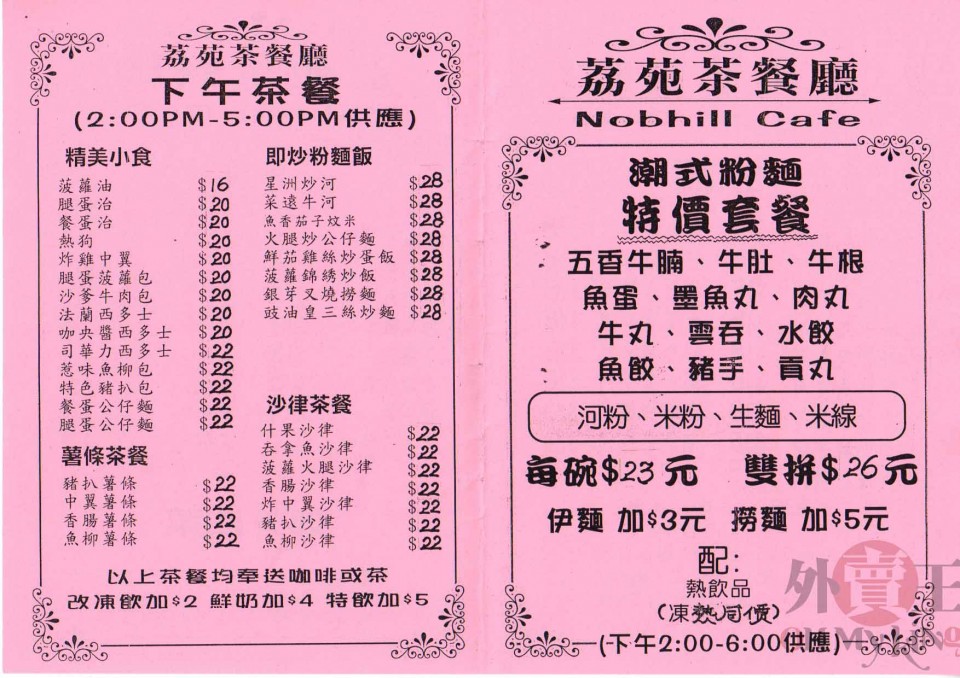 荔苑茶餐廳
下午茶餐
(2:00PM-5:00PM供應)
精美小食
菠蘿油 $16
腿蛋治 $20
餐蛋治 $20
熱狗 $20
炸雞中翼 $20
腿蛋菠蘿包 $20
沙爹牛肉包 $20
法蘭西多士 $20
咖央醬西多士 $20
司華力西多士 $22
惹味魚柳包 $22
特色豬扒包 $22
餐蛋公仔麵 $22
腿蛋公仔麵 $22
薯條茶餐
豬扒薯條 $22
中翼薯條 $22
香腸薯條 $22
魚柳薯條 $22
即炒粉麵飯
星洲炒河 $28
菜遠牛河 $28
魚香茄子炆米 $28
火腿炒公仔麵 $28
鮮茄雞絲炒蛋飯 $28
菠蘿錦綉炒飯 $28
銀芽叉燒撈麵 $28
豉油皇三絲炒麵 $28
沙律茶餐
什果沙律 $22
吞拿魚沙律 $22
菠蘿火腿沙律 $22
香腸沙律 $22
炸中翼沙律 $22
豬扒沙律 $22
魚柳沙律 $22
以上茶餐均奉送咖啡或茶
改凍飲加$2 鮮奶加$4 特飲加$5
荔苑茶餐廳
Nobhill Cafe
潮式粉麵
特價套餐
五香牛腩、牛肚、牛根
魚蛋、墨魚丸、肉丸
牛丸、雲吞、水餃
魚餃、豬手、貢丸
河粉、米粉、生麵、米線
每碗$23元 雙拼$26元
伊麵 加$3元 撈麵 加$5元
配:
熱飲品
(凍熱同價)
(下午2:00-6:00供應)
外賣王